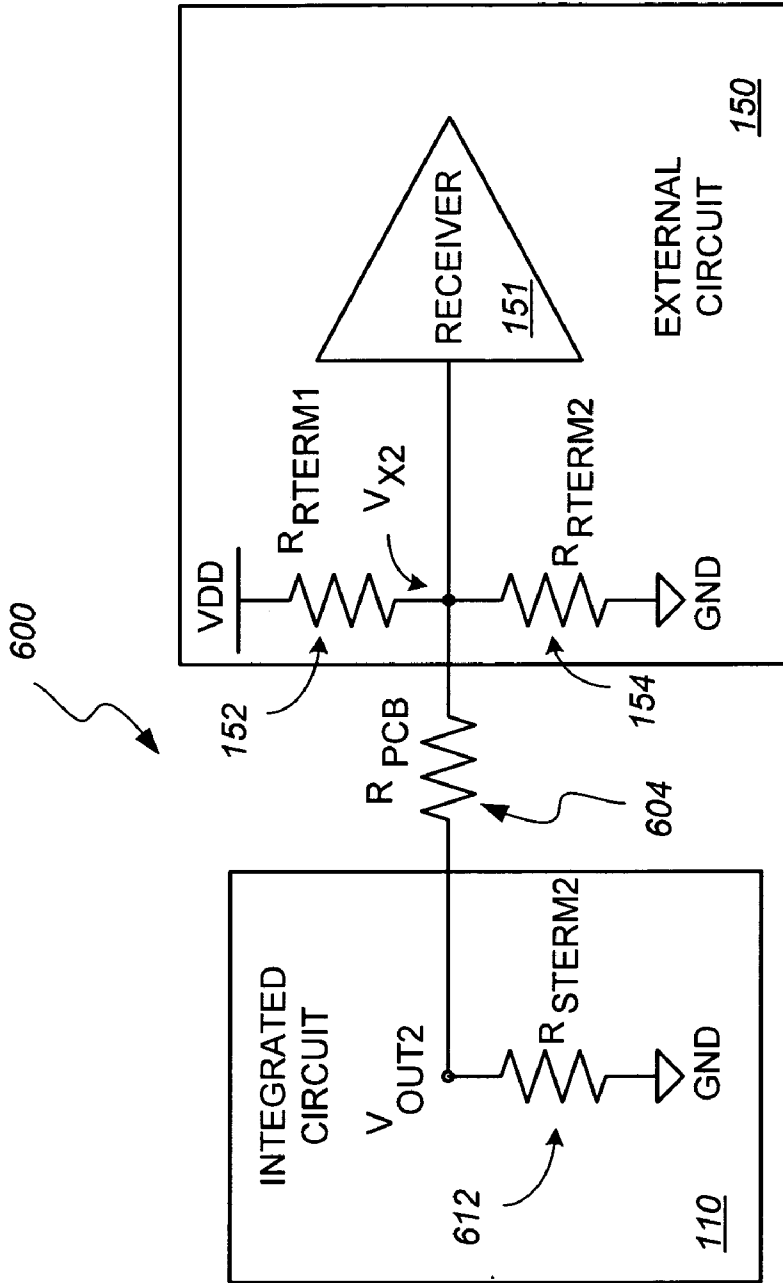 600
INTEGRATED
CIRCUIT
V OUT2
R STERM2
612
GND
110
R PCB
604
VDD
152
R RTERM1
V X2
RECEIVER
151
R RTERM2
154
GND
EXTERNAL
CIRCUIT
150